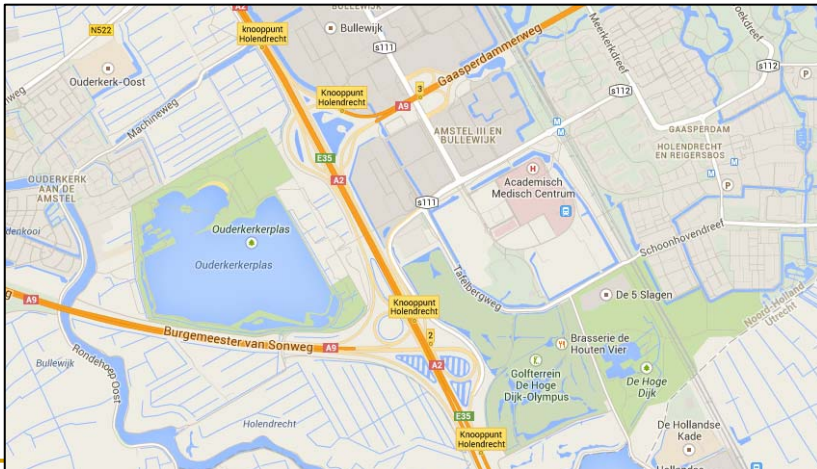 BULLEWIJK
A2
knooppunt
Holendrecht
Bullewijk
N522
s111
Ouderkerk-Oost
Machineweg
Knooppunt
Holendrecht
3
A9
Gaasperdammerweg
Meerkerkdreef
s112
P
s112
M
M
GAASPERDAM
HOLENDRECHT
EN REIGERSBOS
M
P
AMSTEL III EN
BULLEWIJK
E35
A2
OUDERKERK
AAN DE
AMSTEL
H
Academisch
Medisch Centrum
s111
Ouderkerkerplas
Ouderkerkerplas
Schoonhovendreef
Tafelbergweg
De 5 Slagen
Noord-Holland
Utrecht
A9
Knooppunt
Holendrecht
2
Burgemeester van Sonweg
A9
A2
Brasserie de
Houten Vier
Bullewijk
Rondehoep Oost
Golfterrein
De Hoge
Dijk-Olympus
De Hoge
Dijk
Holendrecht
E35
Knooppunt
Holendrecht
De Hollandse
Kade